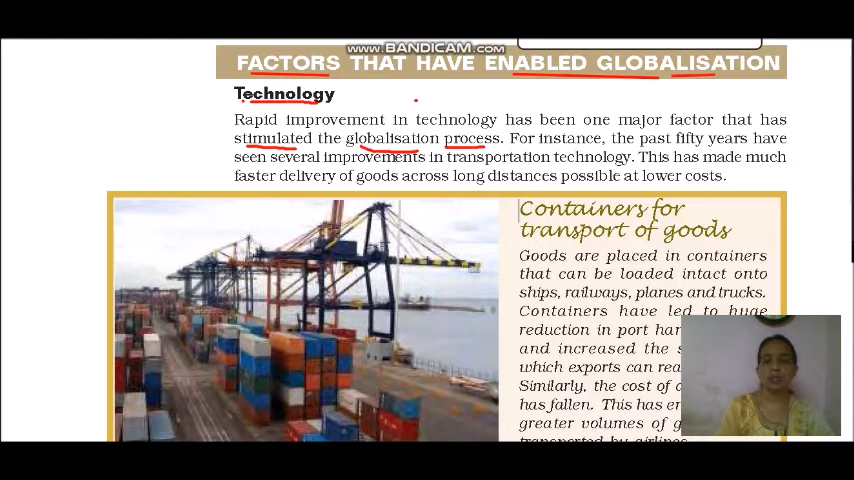 www.BANDICAM.com
FACTORS THAT HAVE ENABLED GLOBALISATION
Technology
Rapid improvement in technology has been one major factor that has
stimulated the globalisation process. For instance, the past fifty years have
seen several improvements in transportation technology. This has made much
faster delivery of goods across long distances possible at lower costs.
Containers for
transport of goods
Goods are placed in containers
that can be loaded intact onto
ships, railways, planes and trucks.
Containers have led to huge
reduction in port
and increased the
which exports can
Similarly, the cost of
has fallen. This has
greater volumes of
transported by airlines